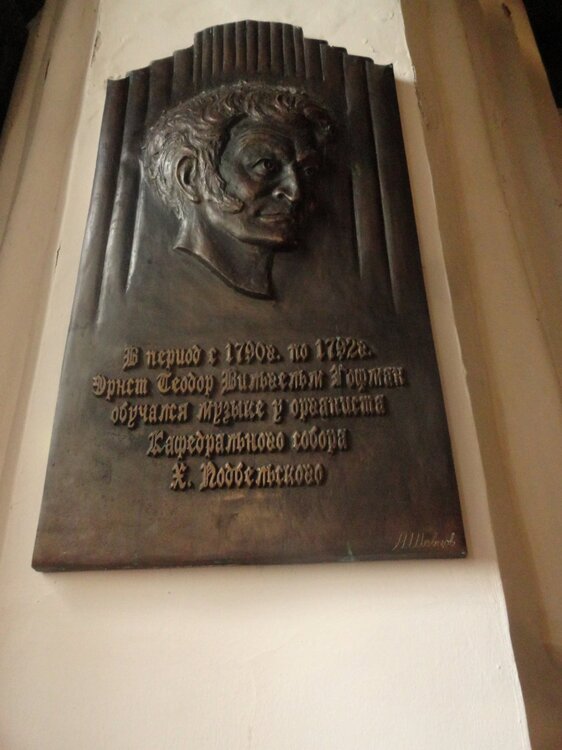 В период с 1790г. по 1792г.
Эрнст Теодор Вильгельм Гофман
обучался музыке у органиста
Кафедрального собора
Х. Подбельского